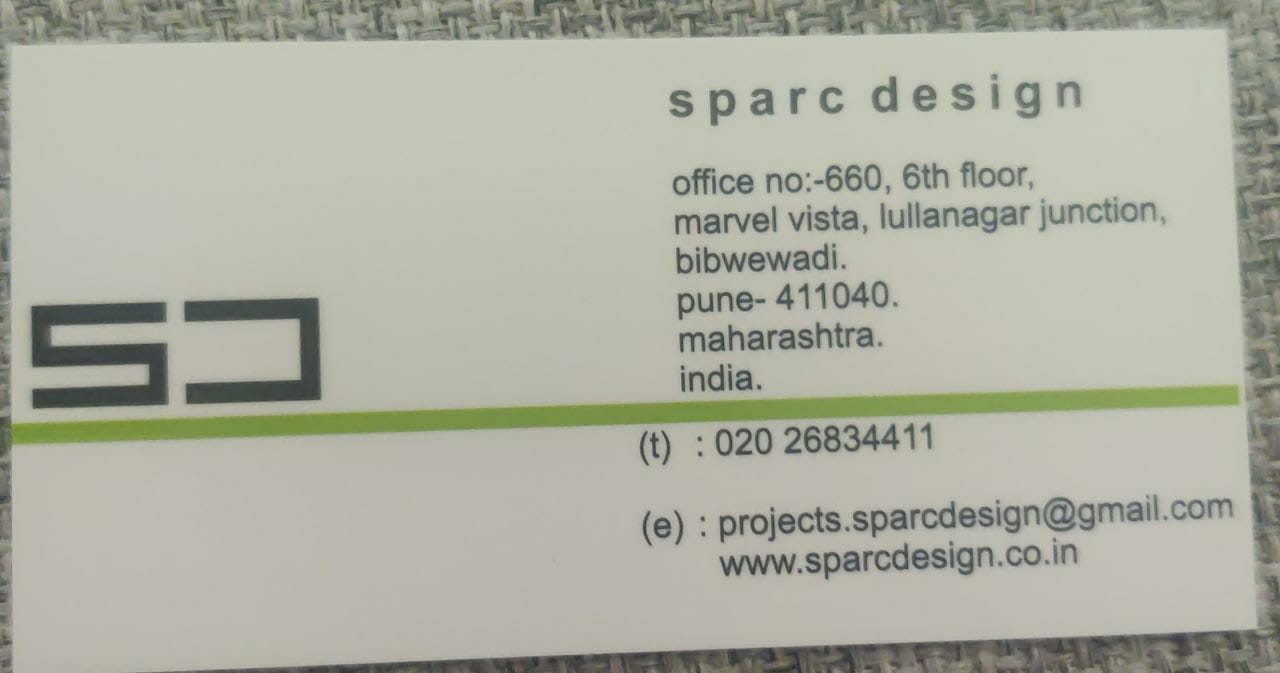 sparc design
office no:-660, 6th floor,
marvel vista, lullanagar junction,
bibwewadi.
pune- 411040.
maharashtra.
india.
SD
(t) : 020 26834411
(e) : projects.sparcdesign@gmail.com
www.sparcdesign.co.in